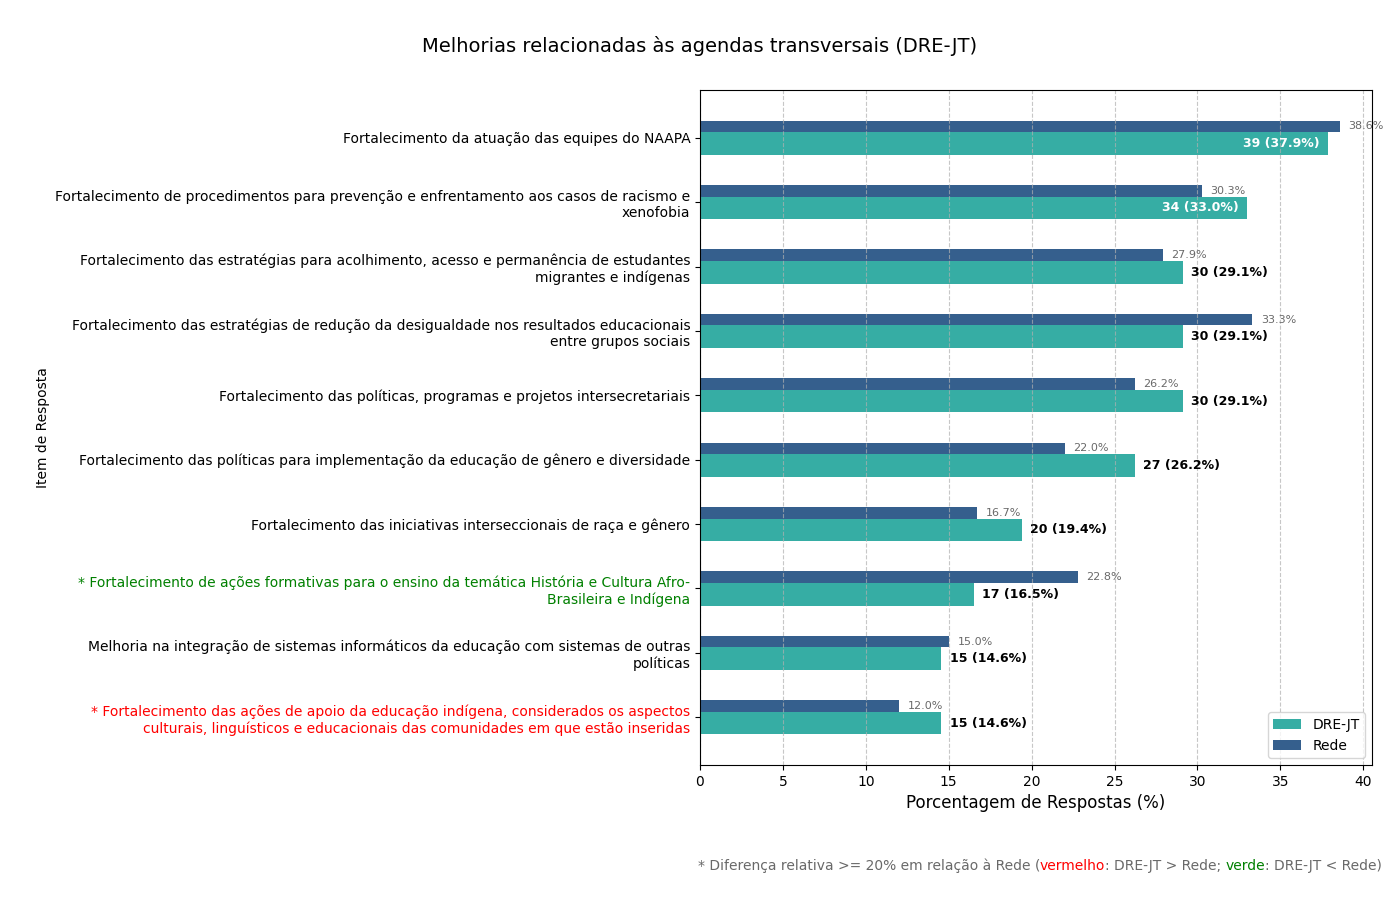 Melhorias relacionadas às agendas transversais (DRE-JT)
Item de Resposta
Fortalecimento da atuação das equipes do NAAPA
38.6%
39 (37.9%)
Fortalecimento de procedimentos para prevenção e enfrentamento aos casos de racismo e
xenofobia
30.3%
34 (33.0%)
Fortalecimento das estratégias para acolhimento, acesso e permanência de estudantes
migrantes e indígenas
27.9%
30 (29.1%)
Fortalecimento das estratégias de redução da desigualdade nos resultados educacionais
entre grupos sociais
33.3%
30 (29.1%)
Fortalecimento das políticas, programas e projetos intersecretariais
26.2%
30 (29.1%)
Fortalecimento das políticas para implementação da educação de gênero e diversidade
22.0%
27 (26.2%)
Fortalecimento das iniciativas interseccionais de raça e gênero
16.7%
20 (19.4%)
* Fortalecimento de ações formativas para o ensino da temática História e Cultura Afro-
Brasileira e Indígena
22.8%
17 (16.5%)
Melhoria na integração de sistemas informáticos da educação com sistemas de outras
políticas
15.0%
15 (14.6%)
* Fortalecimento das ações de apoio da educação indígena, considerados os aspectos
culturais, linguísticos e educacionais das comunidades em que estão inseridas
12.0%
15 (14.6%)
DRE-JT
Rede
0 5 10 15 20 25 30 35 40
Porcentagem de Respostas (%)
* Diferença relativa >= 20% em relação à Rede (vermelho: DRE-JT > Rede; verde: DRE-JT < Rede)